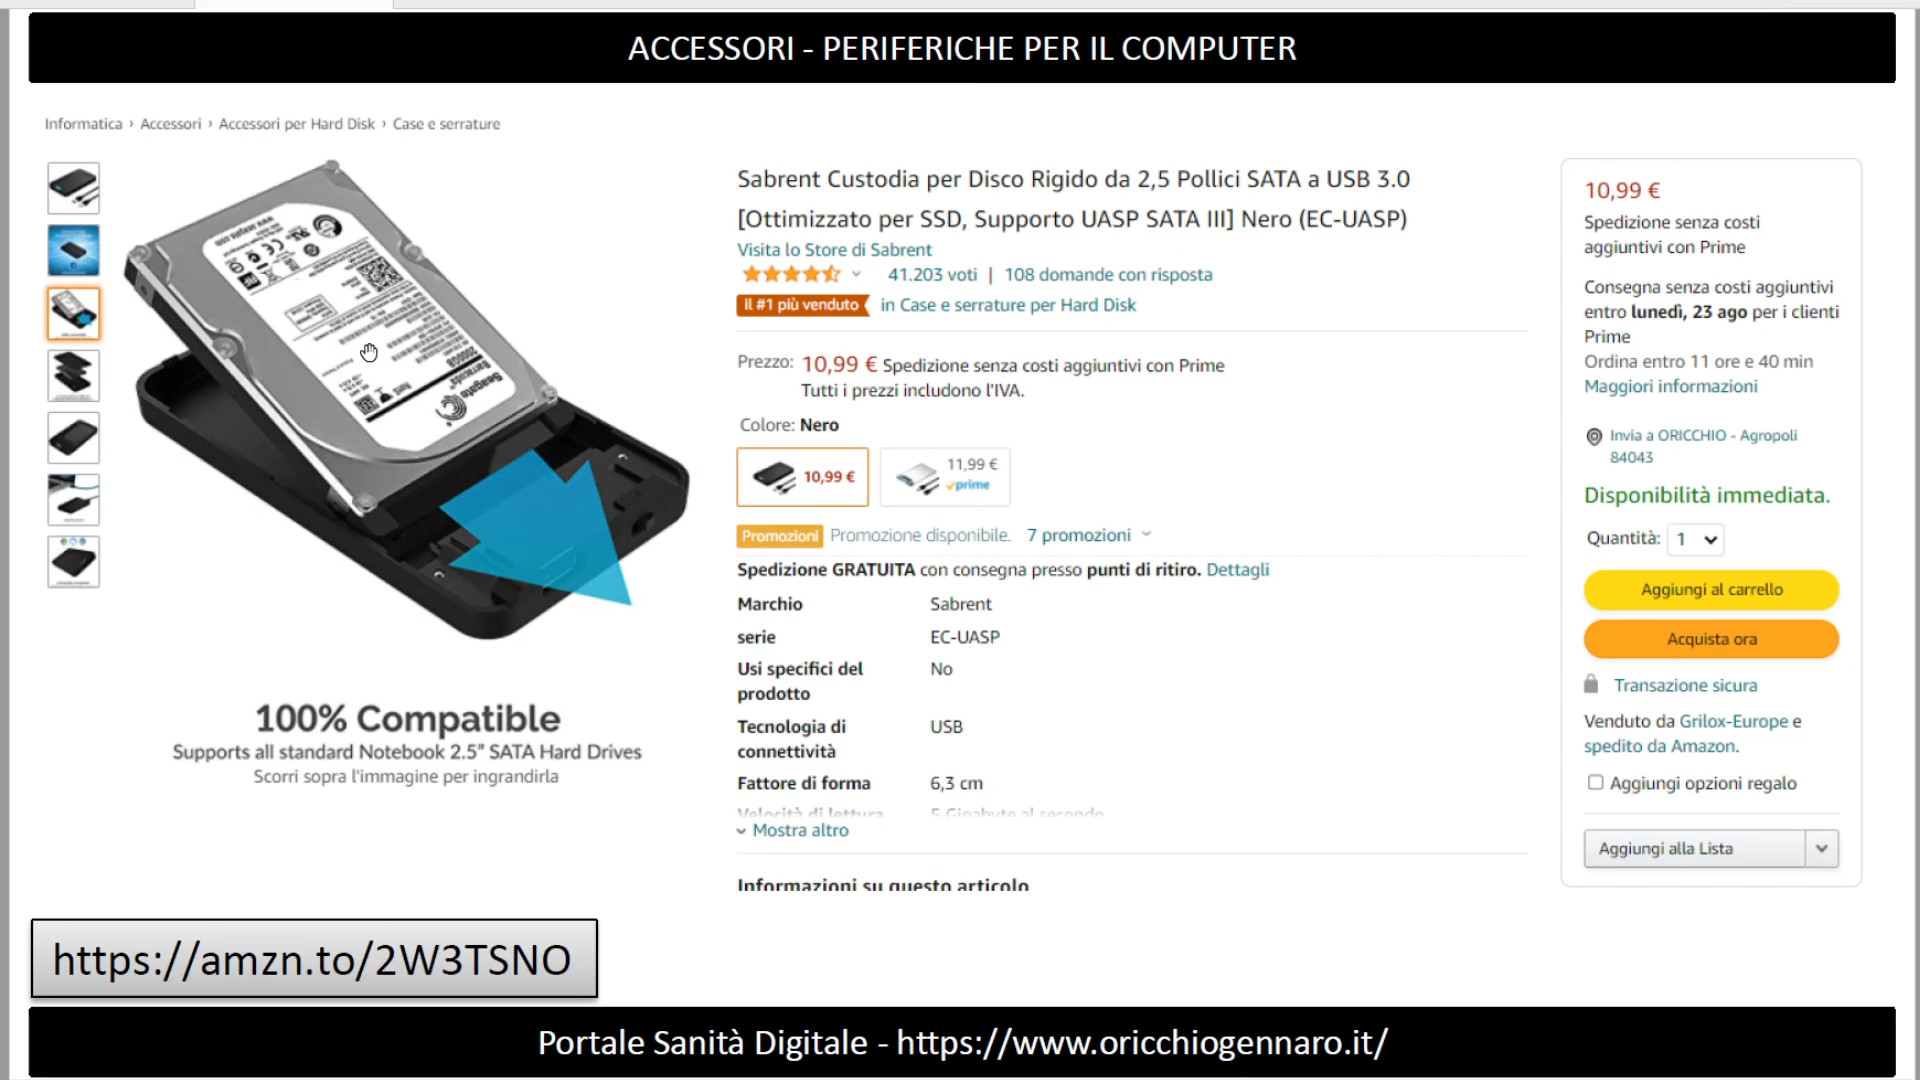 ACCESSORI - PERIFERICHE PER IL COMPUTER
Informatica › Accessori › Accessori per Hard Disk › Case e serrature
Seagate
Barracuda
100% Compatible
Supports all standard Notebook 2.5" SATA Hard Drives
Scorri sopra l'immagine per ingrandirla
Sabrent Custodia per Disco Rigido da 2,5 Pollici SATA a USB 3.0
[Ottimizzato per SSD, Supporto UASP SATA III] Nero (EC-UASP)
Visita lo Store di Sabrent
41.203 voti | 108 domande con risposta
il #1 più venduto in Case e serrature per Hard Disk
Prezzo: 10,99 € Spedizione senza costi aggiuntivi con Prime
Tutti i prezzi includono l'IVA.
Colore: Nero
10,99 €
11,99 €
prime
Promozioni Promozione disponibile. 7 promozioni
Spedizione GRATUITA con consegna presso punti di ritiro. Dettagli
Marchio Sabrent
serie EC-UASP
Usi specifici del prodotto No
Tecnologia di connettività USB
Fattore di forma 6,3 cm
Velocità di lettura 5 Gigabyte al secondo
Mostra altro
Informazioni su questo articolo
10,99 €
Spedizione senza costi
aggiuntivi con Prime
Consegna senza costi aggiuntivi
entro lunedì, 23 ago per i clienti
Prime
Ordina entro 11 ore e 40 min
Maggiori informazioni
Invia a ORICCHIO - Agropoli
84043
Disponibilità immediata.
Quantità: 1
Aggiungi al carrello
Acquista ora
Transazione sicura
Venduto da Grilox-Europe e
spedito da Amazon.
Aggiungi opzioni regalo
Aggiungi alla Lista
https://amzn.to/2W3TSNO
Portale Sanità Digitale - https://www.oricchiogennaro.it/